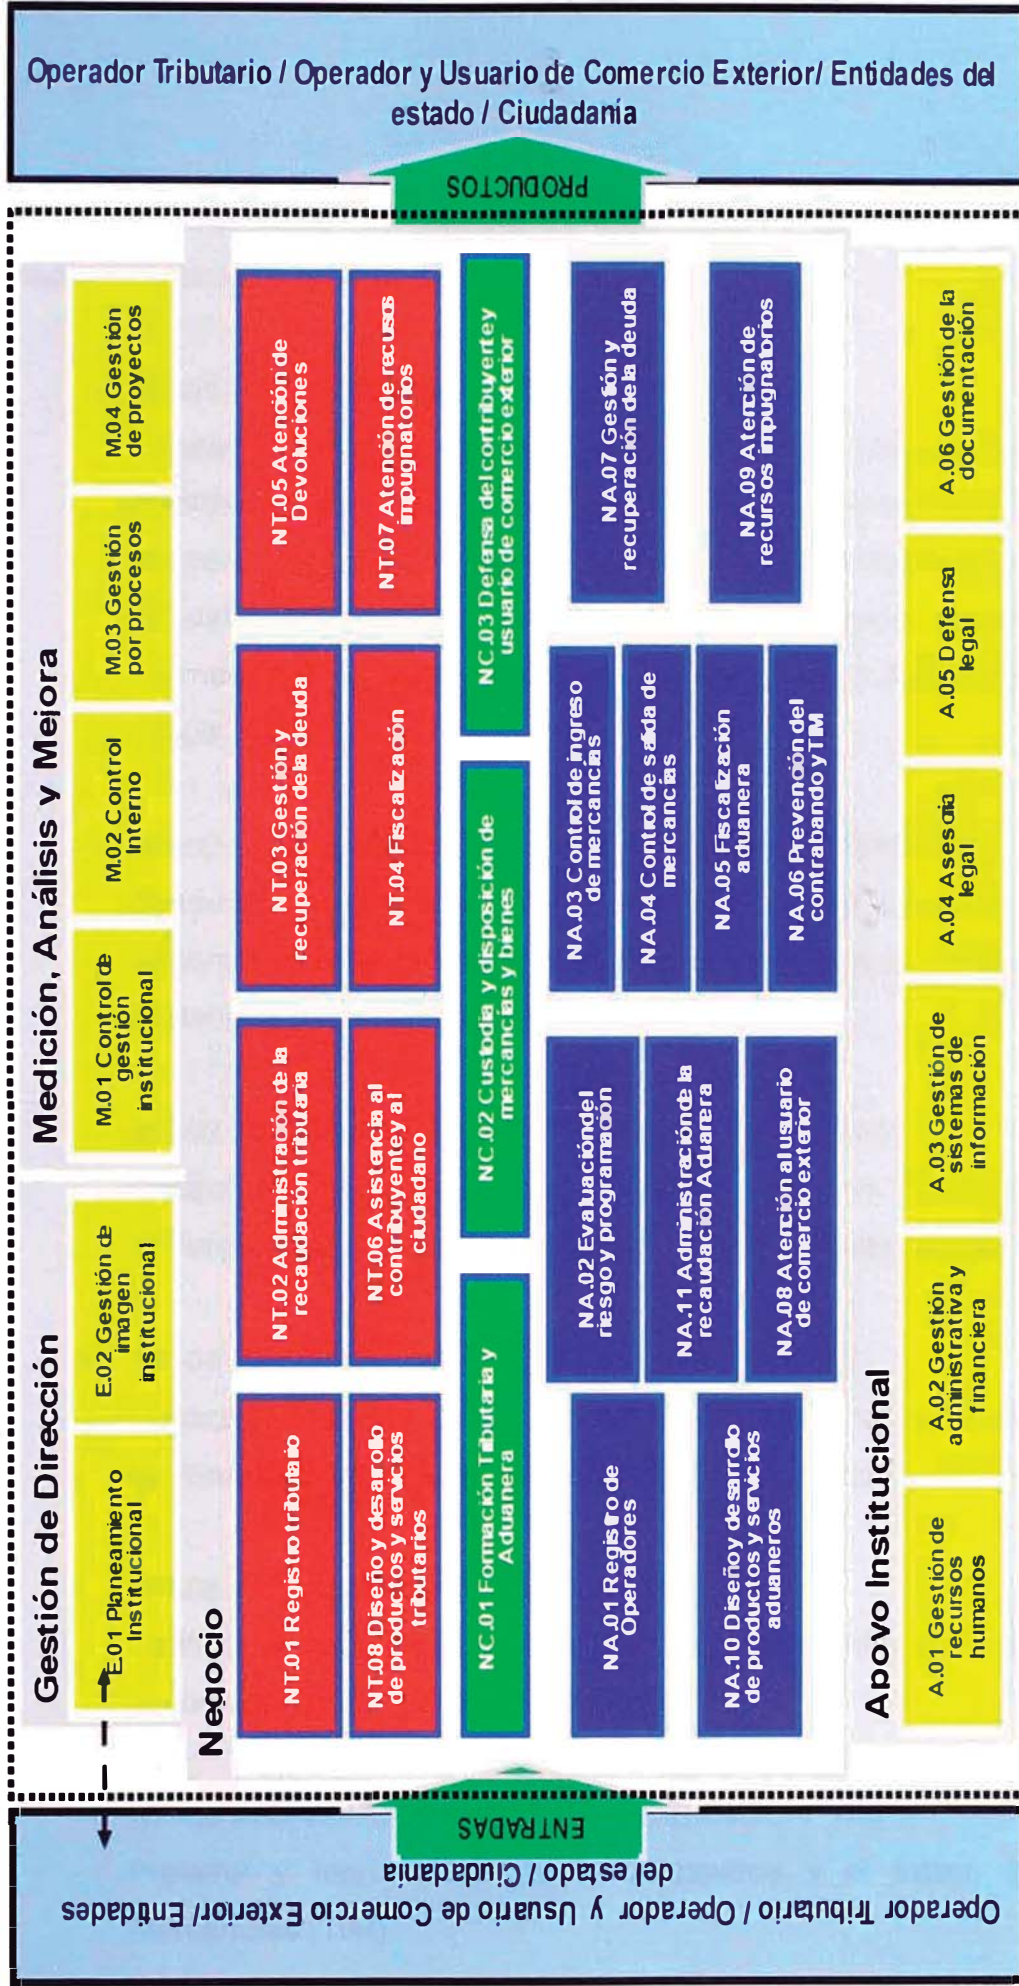 Operador Tributario / Operador y Usuario de Comercio Exterior/ Entidades
del estado / Ciudadanía
ENTRADAS
Gestión de Dirección
E.01 Planeamiento
Institucional
E.02 Gestión de
imagen
institucional
Medición, Análisis y Mejora
M.01 Control de
gestión
institucional
M.02 Control
Interno
M.03 Gestión
por procesos
M.04 Gestión
de proyectos
Negocio
NT.01 Registro tributario
NT.02 Administración de la
recaudación tributaria
NT.03 Gestión y
recuperación de la deuda
NT.05 Atención de
Devoluciones
NT.08 Diseño y desarrollo
de productos y servicios
tributarios
NT.06 Asistencia al
contribuyente y al
ciudadano
NT.04 Fiscalización
NT.07 Atención de recursos
impugnatorios
NC.01 Formación Tributaria y
Aduanera
NC.02 Custodia y disposición de
mercancías y bienes
NC.03 Defensa del contribuyerte y
usuario de comercio exterior
NA.01 Registro de
Operadores
NA.10 Diseño y desarrollo
de productos y servicios
aduaneros
NA.02 Evaluación del
riesgo y programación
NA.11 Administración de la
recaudación Aduanera
NA.08 Atención al usuario
de comercio exterior
NA.03 Control de ingreso
de mercancías
NA.04 Control de salida de
mercancías
NA.05 Fiscalización
aduanera
NA.06 Prevención del
contrabando y TIM
NA.07 Gestión y
recuperación de la deuda
NA.09 Atención de
recursos impugnatorios
Apoyo Institucional
A.01 Gestión de
recursos
humanos
A.02 Gestión
administrativa y
financiera
A.03 Gestión de
sistemas de
información
A.04 Asesoria
legal
A.05 Defensa
legal
A.06 Gestión de la
documentación
PRODUCTOS
Operador Tributario / Operador y Usuario de Comercio Exterior/ Entidades del
estado / Ciudadanía